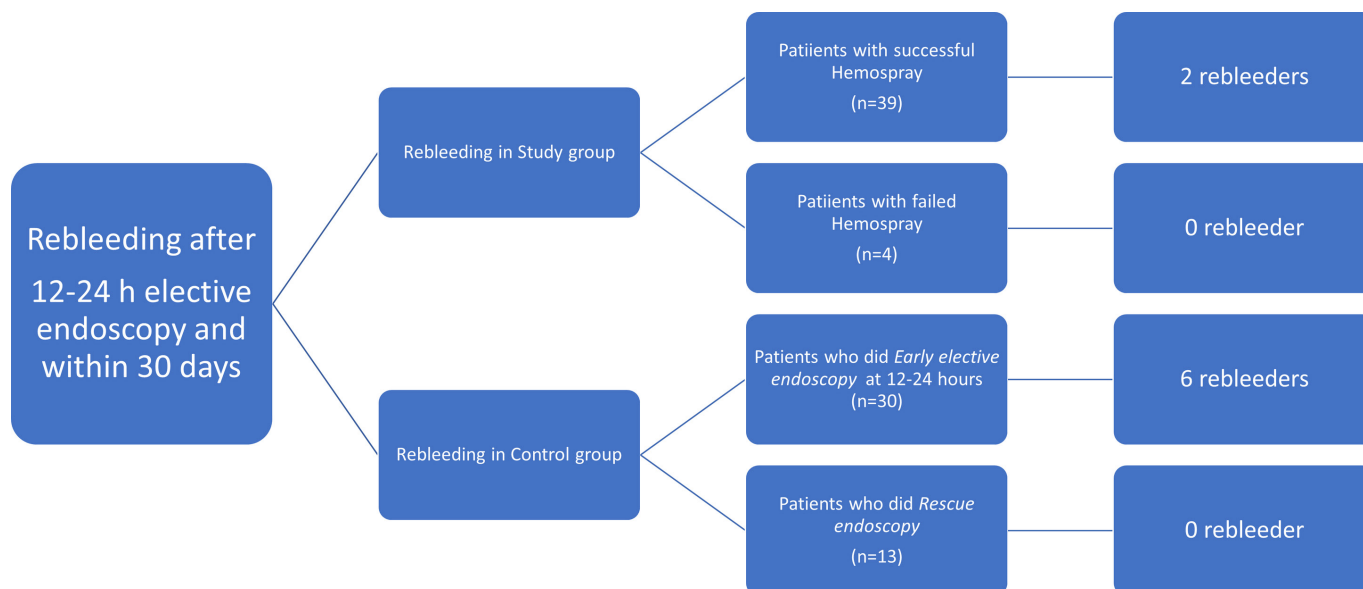 Rebleeding after
12-24 h elective
endoscopy and
within 30 days
Rebleeding in Study group
Patiients with successful
Hemospray
(n=39)
2 rebleeders
Patiients with failed
Hemospray
(n=4)
0 rebleeder
Rebleeding in Control group
Patients who did Early elective
endoscopy at 12-24 hours
(n=30)
6 rebleeders
Patients who did Rescue
endoscopy
(n=13)
0 rebleeder